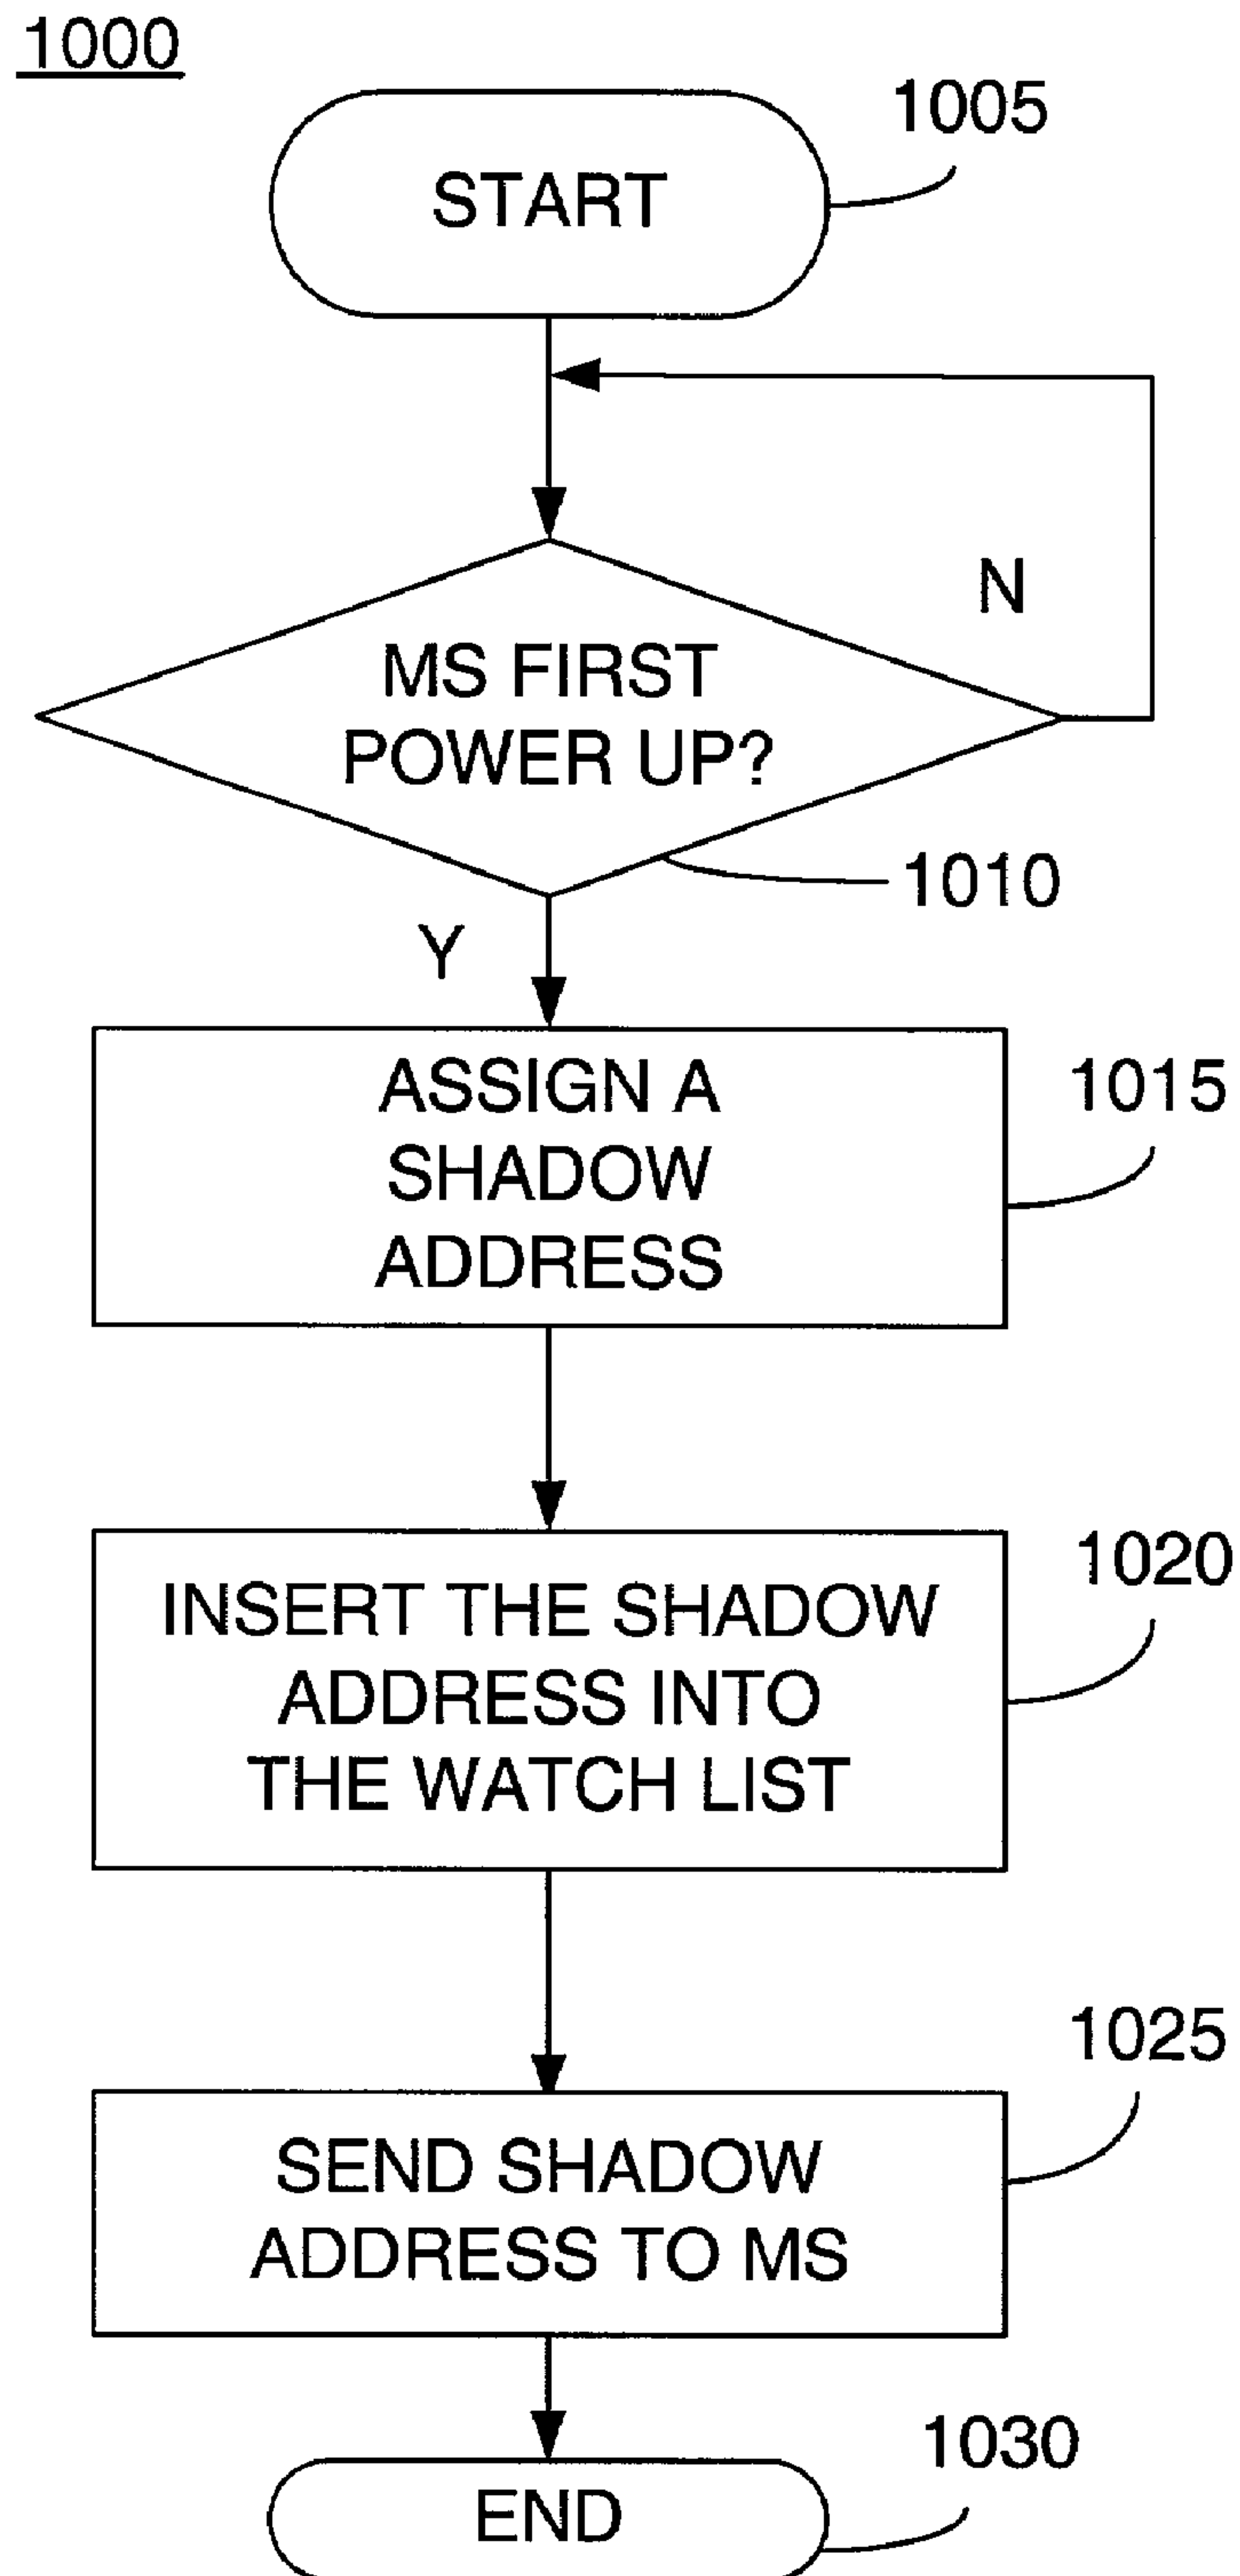 1000
1005
START
N
MS FIRST
POWER UP?
1010
Y
ASSIGN A
SHADOW
ADDRESS
1015
INSERT THE SHADOW
ADDRESS INTO
THE WATCH LIST
1020
1025
SEND SHADOW
ADDRESS TO MS
1030
END